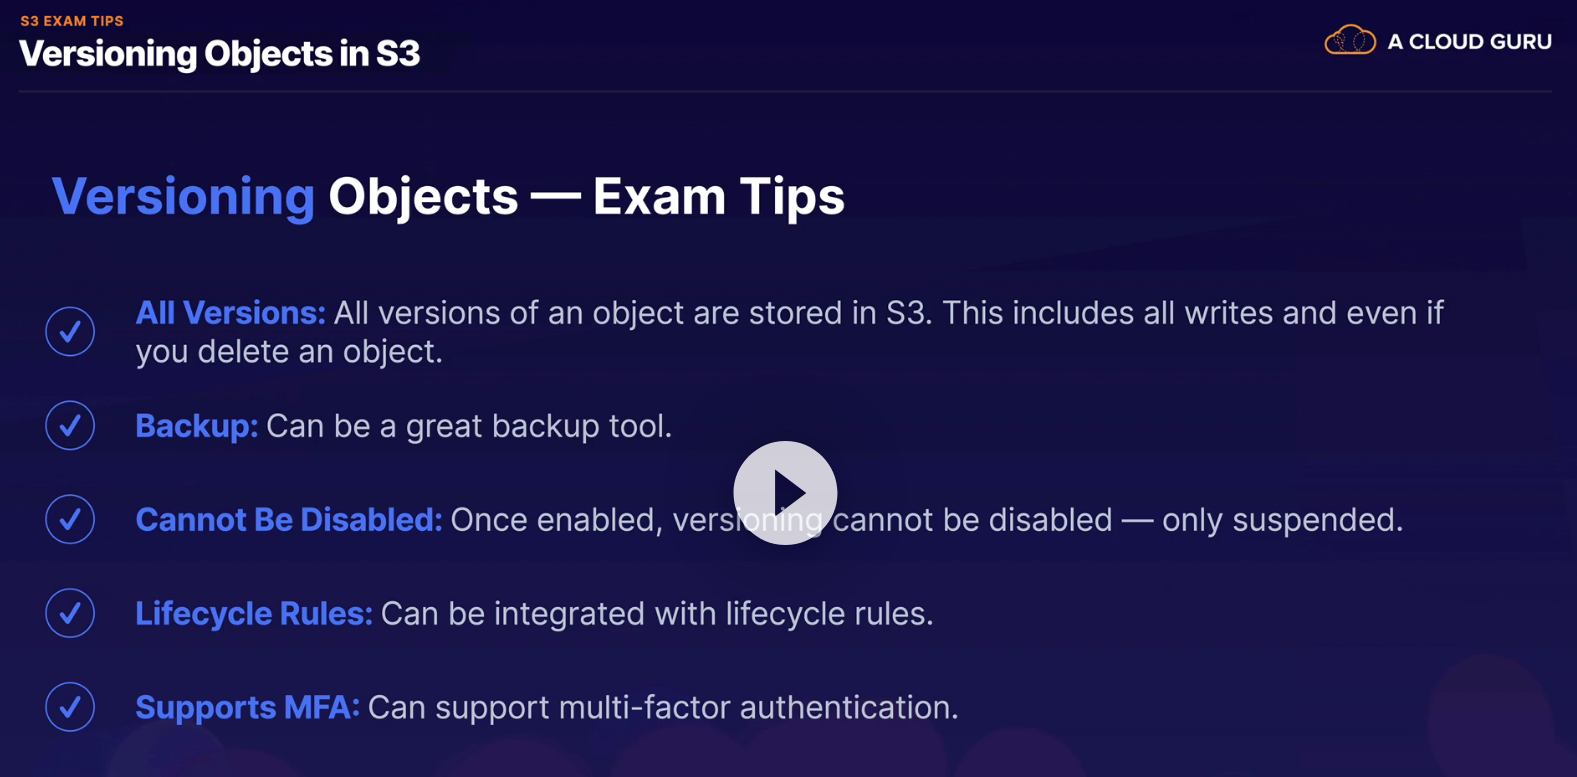 S3 EXAM TIPS
Versioning Objects in S3
A CLOUD GURU
Versioning Objects — Exam Tips
All Versions: All versions of an object are stored in S3. This includes all writes and even if
you delete an object.
Backup: Can be a great backup tool.
Cannot Be Disabled: Once enabled, versioning cannot be disabled — only suspended.
Lifecycle Rules: Can be integrated with lifecycle rules.
Supports MFA: Can support multi-factor authentication.